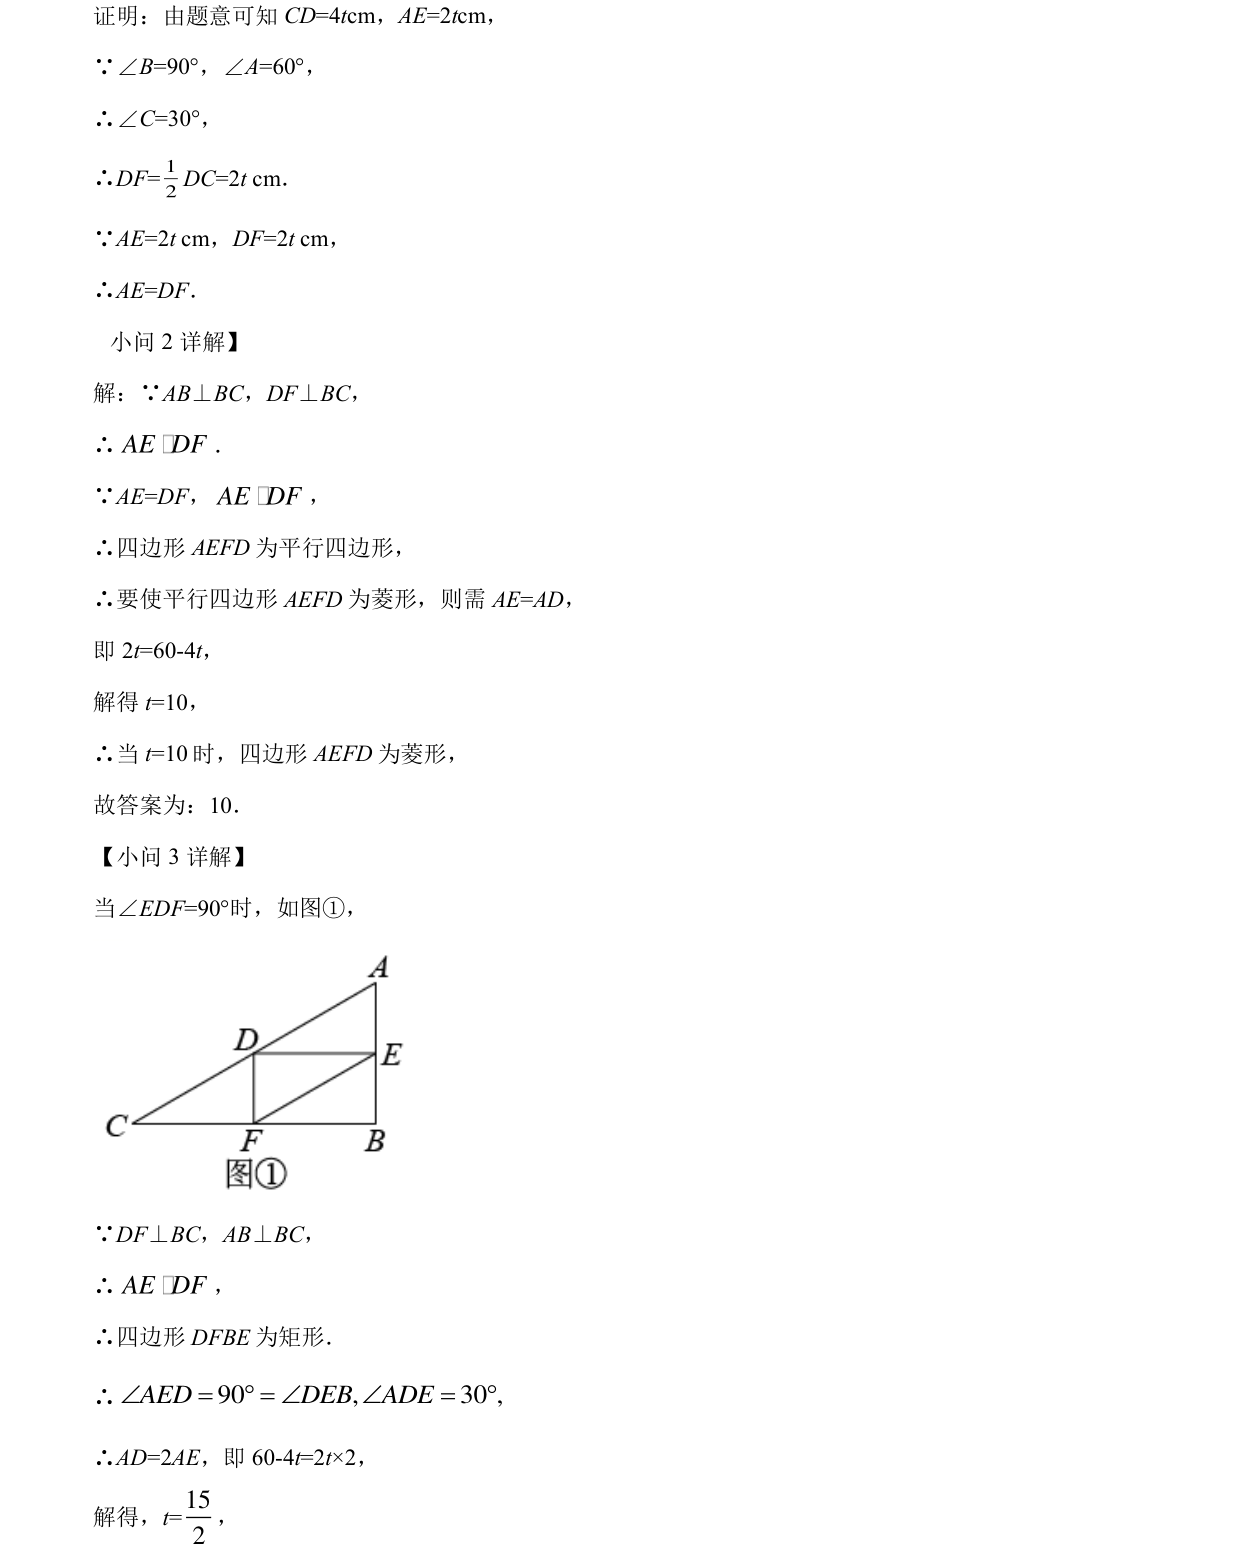 证明：由题意可知 CD=4tcm，AE=2tcm，
∵∠B=90°，∠A=60°，
∴∠C=30°，
∴DF=\frac{1}{2}DC=2t cm．
∵AE=2t cm，DF=2t cm，
∴AE=DF．
小问 2 详解】
解：∵AB⊥BC，DF⊥BC，
∴ AE □DF．
∵AE=DF， AE □DF，
∴四边形 AEFD 为平行四边形，
∴要使平行四边形 AEFD 为菱形，则需 AE=AD，
即 2t=60-4t，
解得 t=10，
∴当 t=10 时，四边形 AEFD 为菱形，
故答案为：10．
【小问 3 详解】
当∠EDF=90°时，如图①，
A
D
E
C
F
B
图①
∵DF⊥BC，AB⊥BC，
∴ AE □DF，
∴四边形 DFBE 为矩形．
∴ ∠AED = 90° = ∠DEB, ∠ADE = 30°,
∴AD=2AE，即 60-4t=2t×2，
解得，t=\frac{15}{2}，